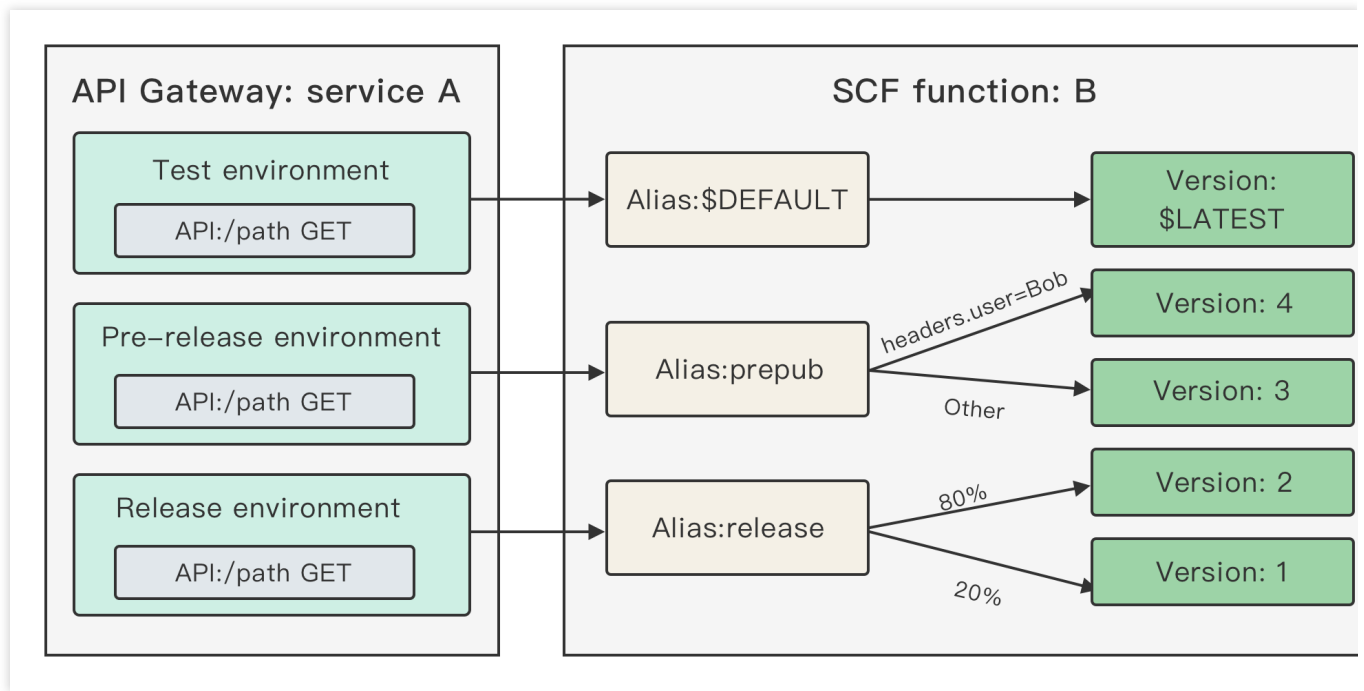 API Gateway: service A
Test environment
API:/path GET
Pre-release environment
API:/path GET
Release environment
API:/path GET
SCF function: B
Alias:$DEFAULT
Version:
$LATEST
Alias:prepub
headers.user=Bob
Version: 4
Other
Version: 3
Alias:release
80%
Version: 2
20%
Version: 1